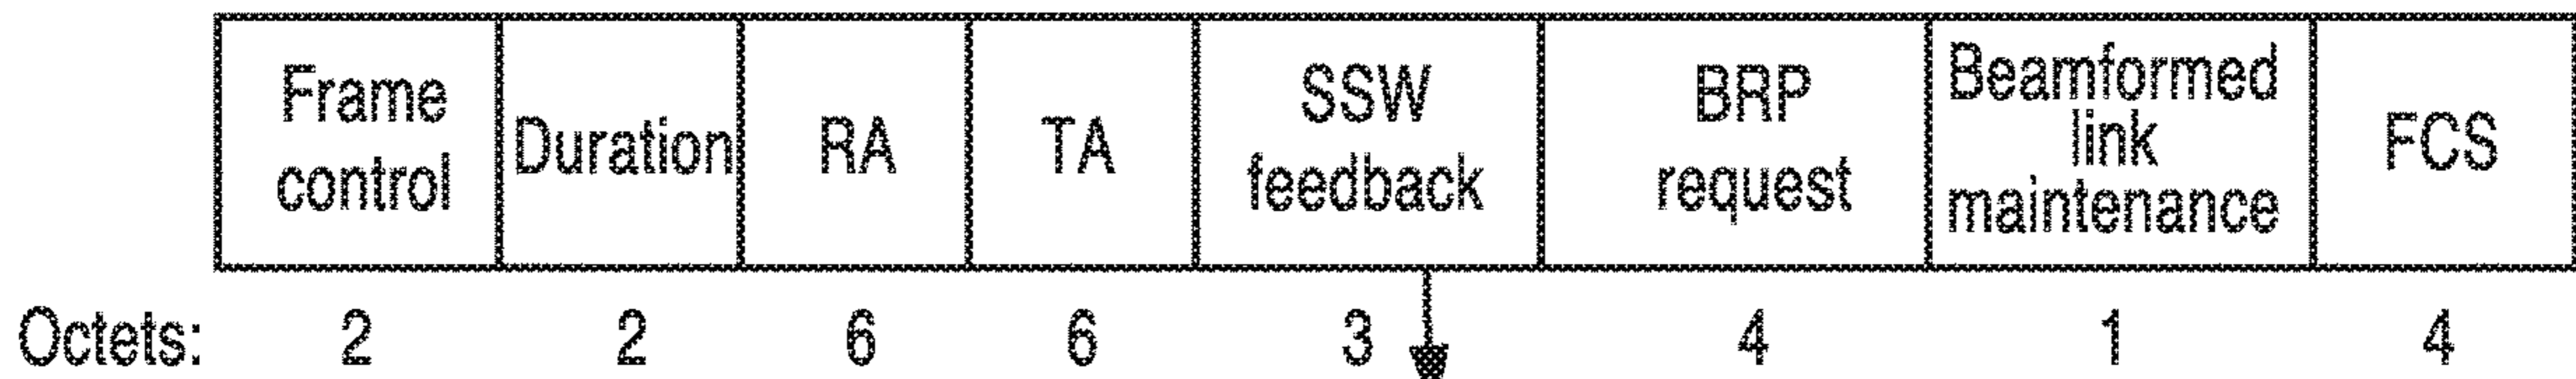 Frame
control
Duration
RA
TA
SSW
feedback
BRP
request
Beamformed
link
maintenance
FCS
Octets: 2 2 6 6 3 4 1 4